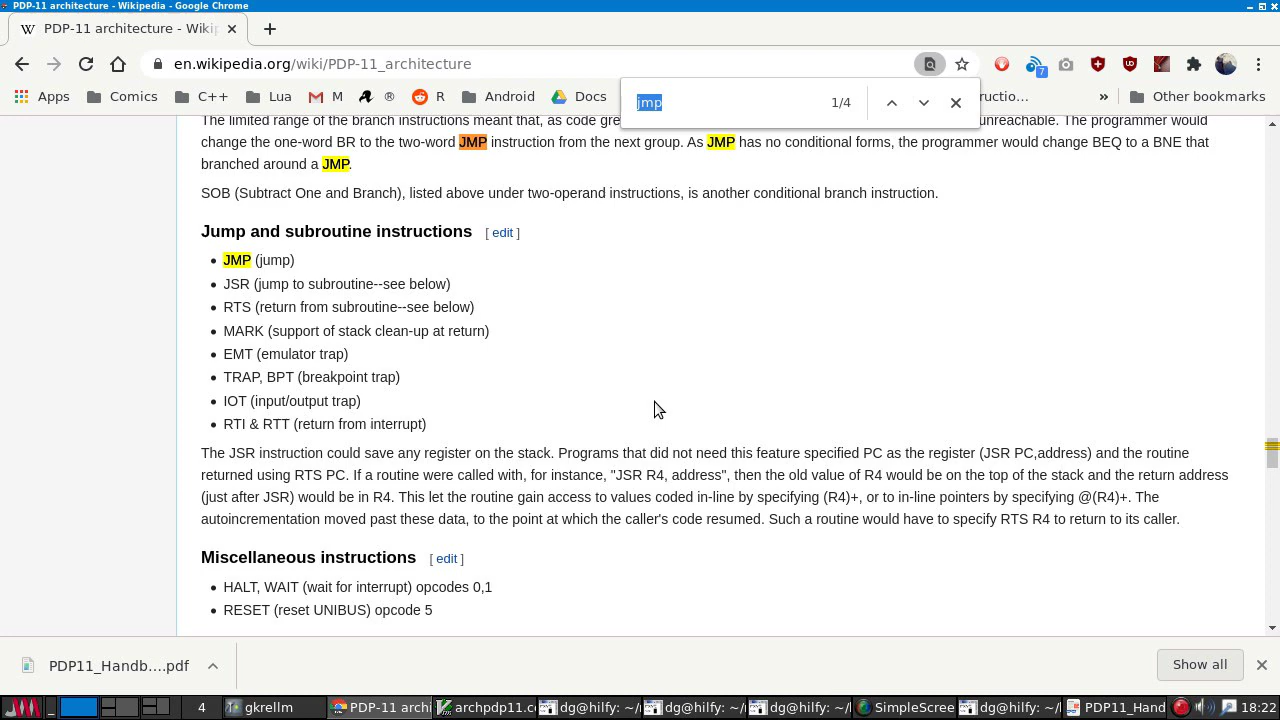 PDP-11 architecture - Wikipedia - Google Chrome
PDP-11 architecture - Wiki
en.wikipedia.org/wiki/PDP-11_architecture
7
Apps
Comics
C++
Lua
M
®
R
Docs
Other bookmarks
jmp 1/4
The limited range of the branch instructions meant that, as code
unreachable. The programmer would
change the one-word BR to the two-word JMP instruction from the next group. As JMP has no conditional forms, the programmer would change BEQ to a BNE that
branched around a JMP.
SOB (Subtract One and Branch), listed above under two-operand instructions, is another conditional branch instruction.
Jump and subroutine instructions [ edit ]
• JMP (jump)
• JSR (jump to subroutine--see below)
• RTS (return from subroutine--see below)
• MARK (support of stack clean-up at return)
• EMT (emulator trap)
• TRAP, BPT (breakpoint trap)
• IOT (input/output trap)
• RTI & RTT (return from interrupt)
The JSR instruction could save any register on the stack. Programs that did not need this feature specified PC as the register (JSR PC,address) and the routine
returned using RTS PC. If a routine were called with, for instance, "JSR R4, address", then the old value of R4 would be on the top of the stack and the return address
(just after JSR) would be in R4. This let the routine gain access to values coded in-line by specifying (R4)+, or to in-line pointers by specifying @(R4)+. The
autoincrementation moved past these data, to the point at which the caller's code resumed. Such a routine would have to specify RTS R4 to return to its caller.
Miscellaneous instructions [ edit ]
• HALT, WAIT (wait for interrupt) opcodes 0,1
• RESET (reset UNIBUS) opcode 5
PDP11_Handb....pdf
Show all
4
gkrellm
PDP-11 archi
archpdp11.c
dg@hilfy: ~/
dg@hilfy: ~/
dg@hilfy: ~/
SimpleScree
dg@hilfy: ~/
PDP11_Hand
18:22